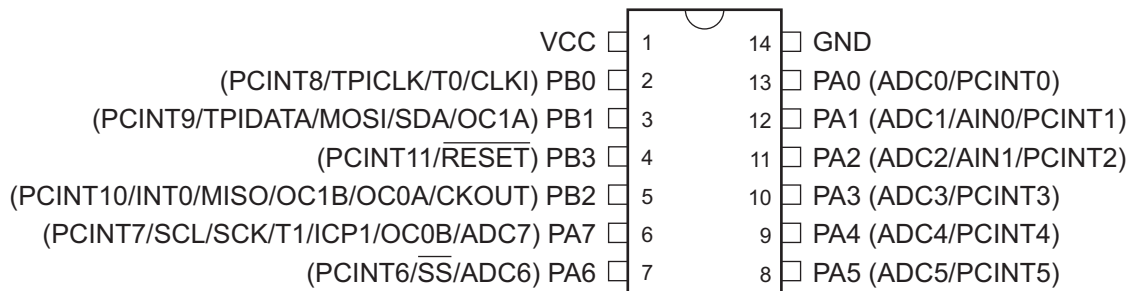 VCC 1 14 GND
(PCINT8/TPICLK/T0/CLKI) PB0 2 13 PA0 (ADC0/PCINT0)
(PCINT9/TPIDATA/MOSI/SDA/OC1A) PB1 3 12 PA1 (ADC1/AIN0/PCINT1)
(PCINT11/RESET) PB3 4 11 PA2 (ADC2/AIN1/PCINT2)
(PCINT10/INT0/MISO/OC1B/OC0A/CKOUT) PB2 5 10 PA3 (ADC3/PCINT3)
(PCINT7/SCL/SCK/T1/ICP1/OC0B/ADC7) PA7 6 9 PA4 (ADC4/PCINT4)
(PCINT6/SS/ADC6) PA6 7 8 PA5 (ADC5/PCINT5)